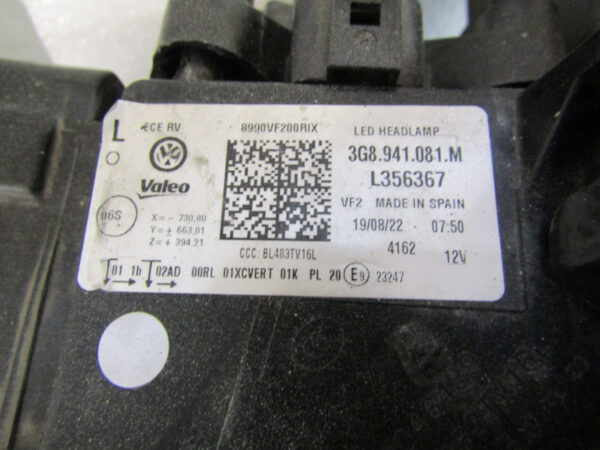 L
ECE RV
8990VF200RIX
LED HEADLAMP
3G8.941.081.M
L356367
VF2 MADE IN SPAIN
19/08/22 07:50
4162 12V
Valeo
06S
X= - 730,80
Y= ± 663,01
Z= + 394,21
CCC: BL483TV16L
01 1b 02AD 00RL 01XCVERT 01K PL 20 E9 23247